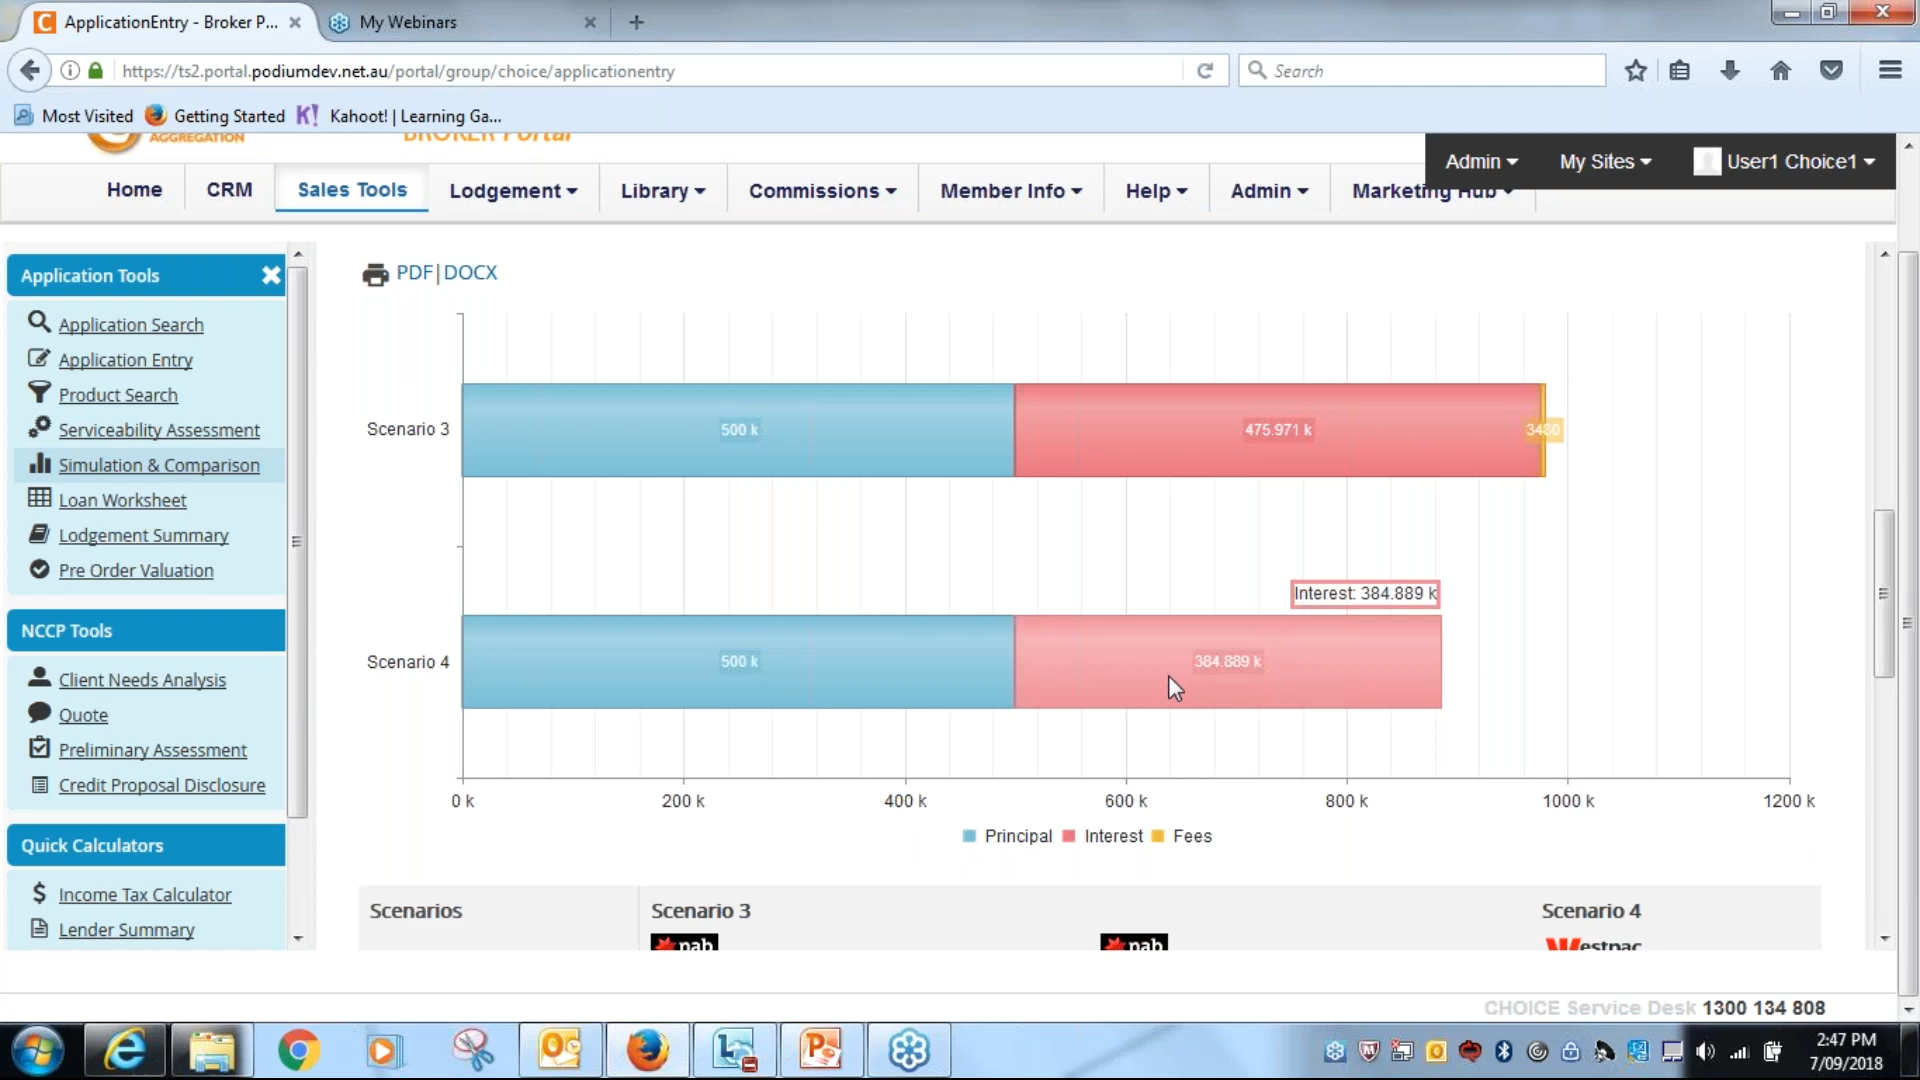 ApplicationEntry - Broker P...
My Webinars
https://ts2.portal.podiumdev.net.au/portal/group/choice/applicationentry
Search
Most Visited
Getting Started
Kahoot! | Learning Ga...
AGGREGATION
BROKER Portal
Admin
My Sites
User1 Choice1
Home
CRM
Sales Tools
Lodgement
Library
Commissions
Member Info
Help
Admin
Marketing Hub
Application Tools
Application Search
Application Entry
Product Search
Serviceability Assessment
Simulation & Comparison
Loan Worksheet
Lodgement Summary
Pre Order Valuation
NCCP Tools
Client Needs Analysis
Quote
Preliminary Assessment
Credit Proposal Disclosure
Quick Calculators
Income Tax Calculator
Lender Summary
PDF|DOCX
Scenario 3
500 k
475.971 k
3480
Interest: 384.889 k
Scenario 4
500 k
384.889 k
0 k
200 k
400 k
600 k
800 k
1000 k
1200 k
Principal
Interest
Fees
Scenarios
Scenario 3
Scenario 4
nab
nab
Westpac
CHOICE Service Desk 1300 134 808
2:47 PM
7/09/2018